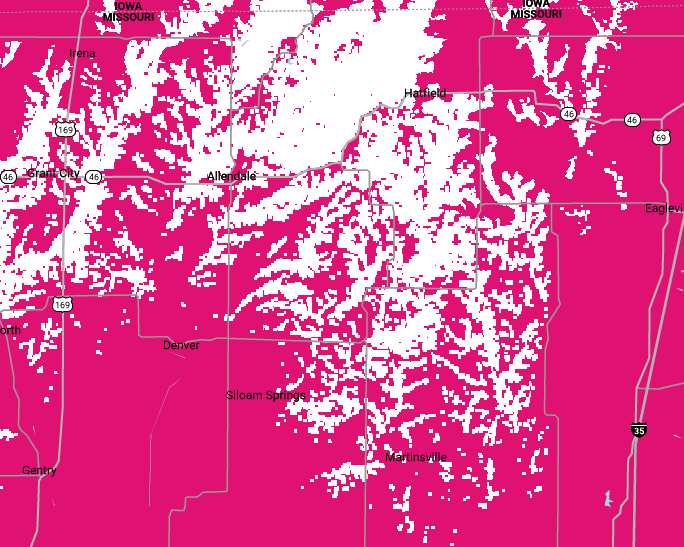 IOWA
MISSOURI
IOWA
MISSOURI
Irena
Hatfield
46
46
169
69
46
Grant City
46
Allendale
Eaglevi
169
orth
Denver
Siloam Springs
35
Martinsville
Gentry